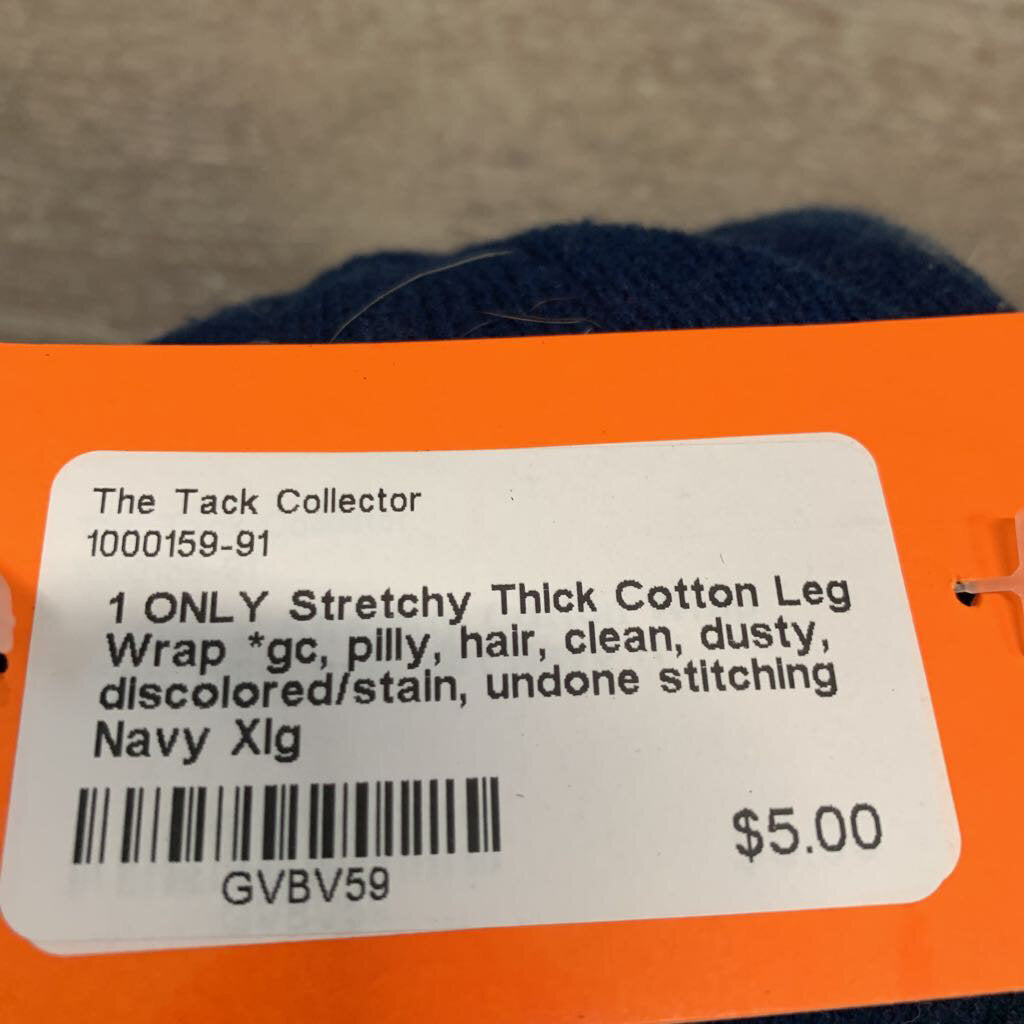 The Tack Collector
1000159-91
1 ONLY Stretchy Thick Cotton Leg
Wrap *gc, pilly, hair, clean, dusty,
discolored/stain, undone stitching
Navy Xlg
$5.00
GVBV59